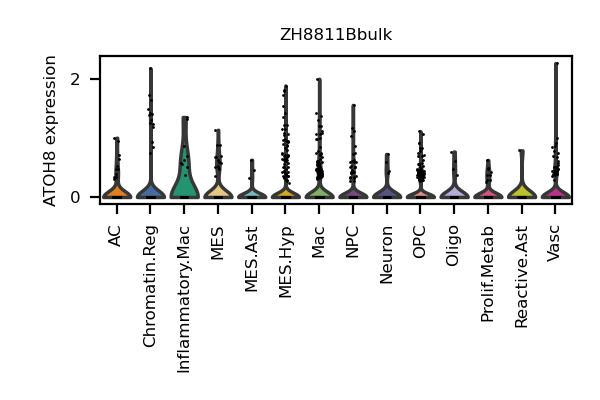 ZH8811Bbulk
ATOH8 expression
2
0
AC
Chromatin.Reg
Inflammatory.Mac
MES
MES.Ast
MES.Hyp
Mac
NPC
Neuron
OPC
Oligo
Prolif.Metab
Reactive.Ast
Vasc